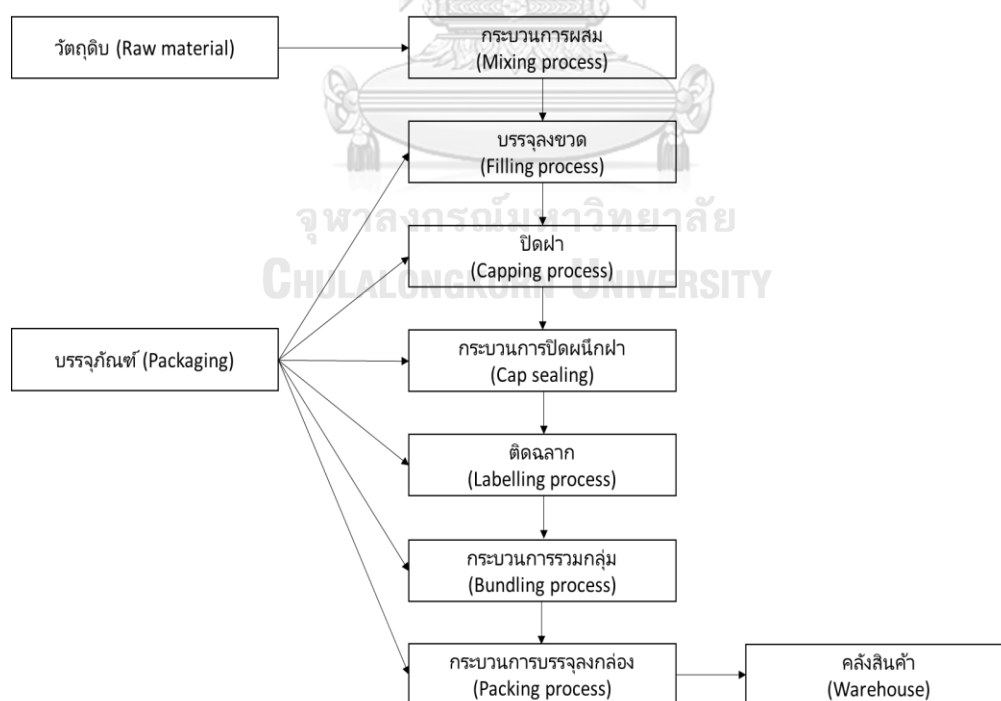 วัตถุดิบ (Raw material)
กระบวนการผสม
(Mixing process)
บรรจุลงขวด
(Filling process)
จุฬาลงกรณ์มหาวิทยาลัย
ปิดฝา
(Capping process)
CHULALONGKORN UNIVERSITY
บรรจุภัณฑ์ (Packaging)
กระบวนการปิดผนึกฝา
(Cap sealing)
ติดฉลาก
(Labelling process)
กระบวนการรวมกลุ่ม
(Bundling process)
กระบวนการบรรจุลงกล่อง
(Packing process)
คลังสินค้า
(Warehouse)